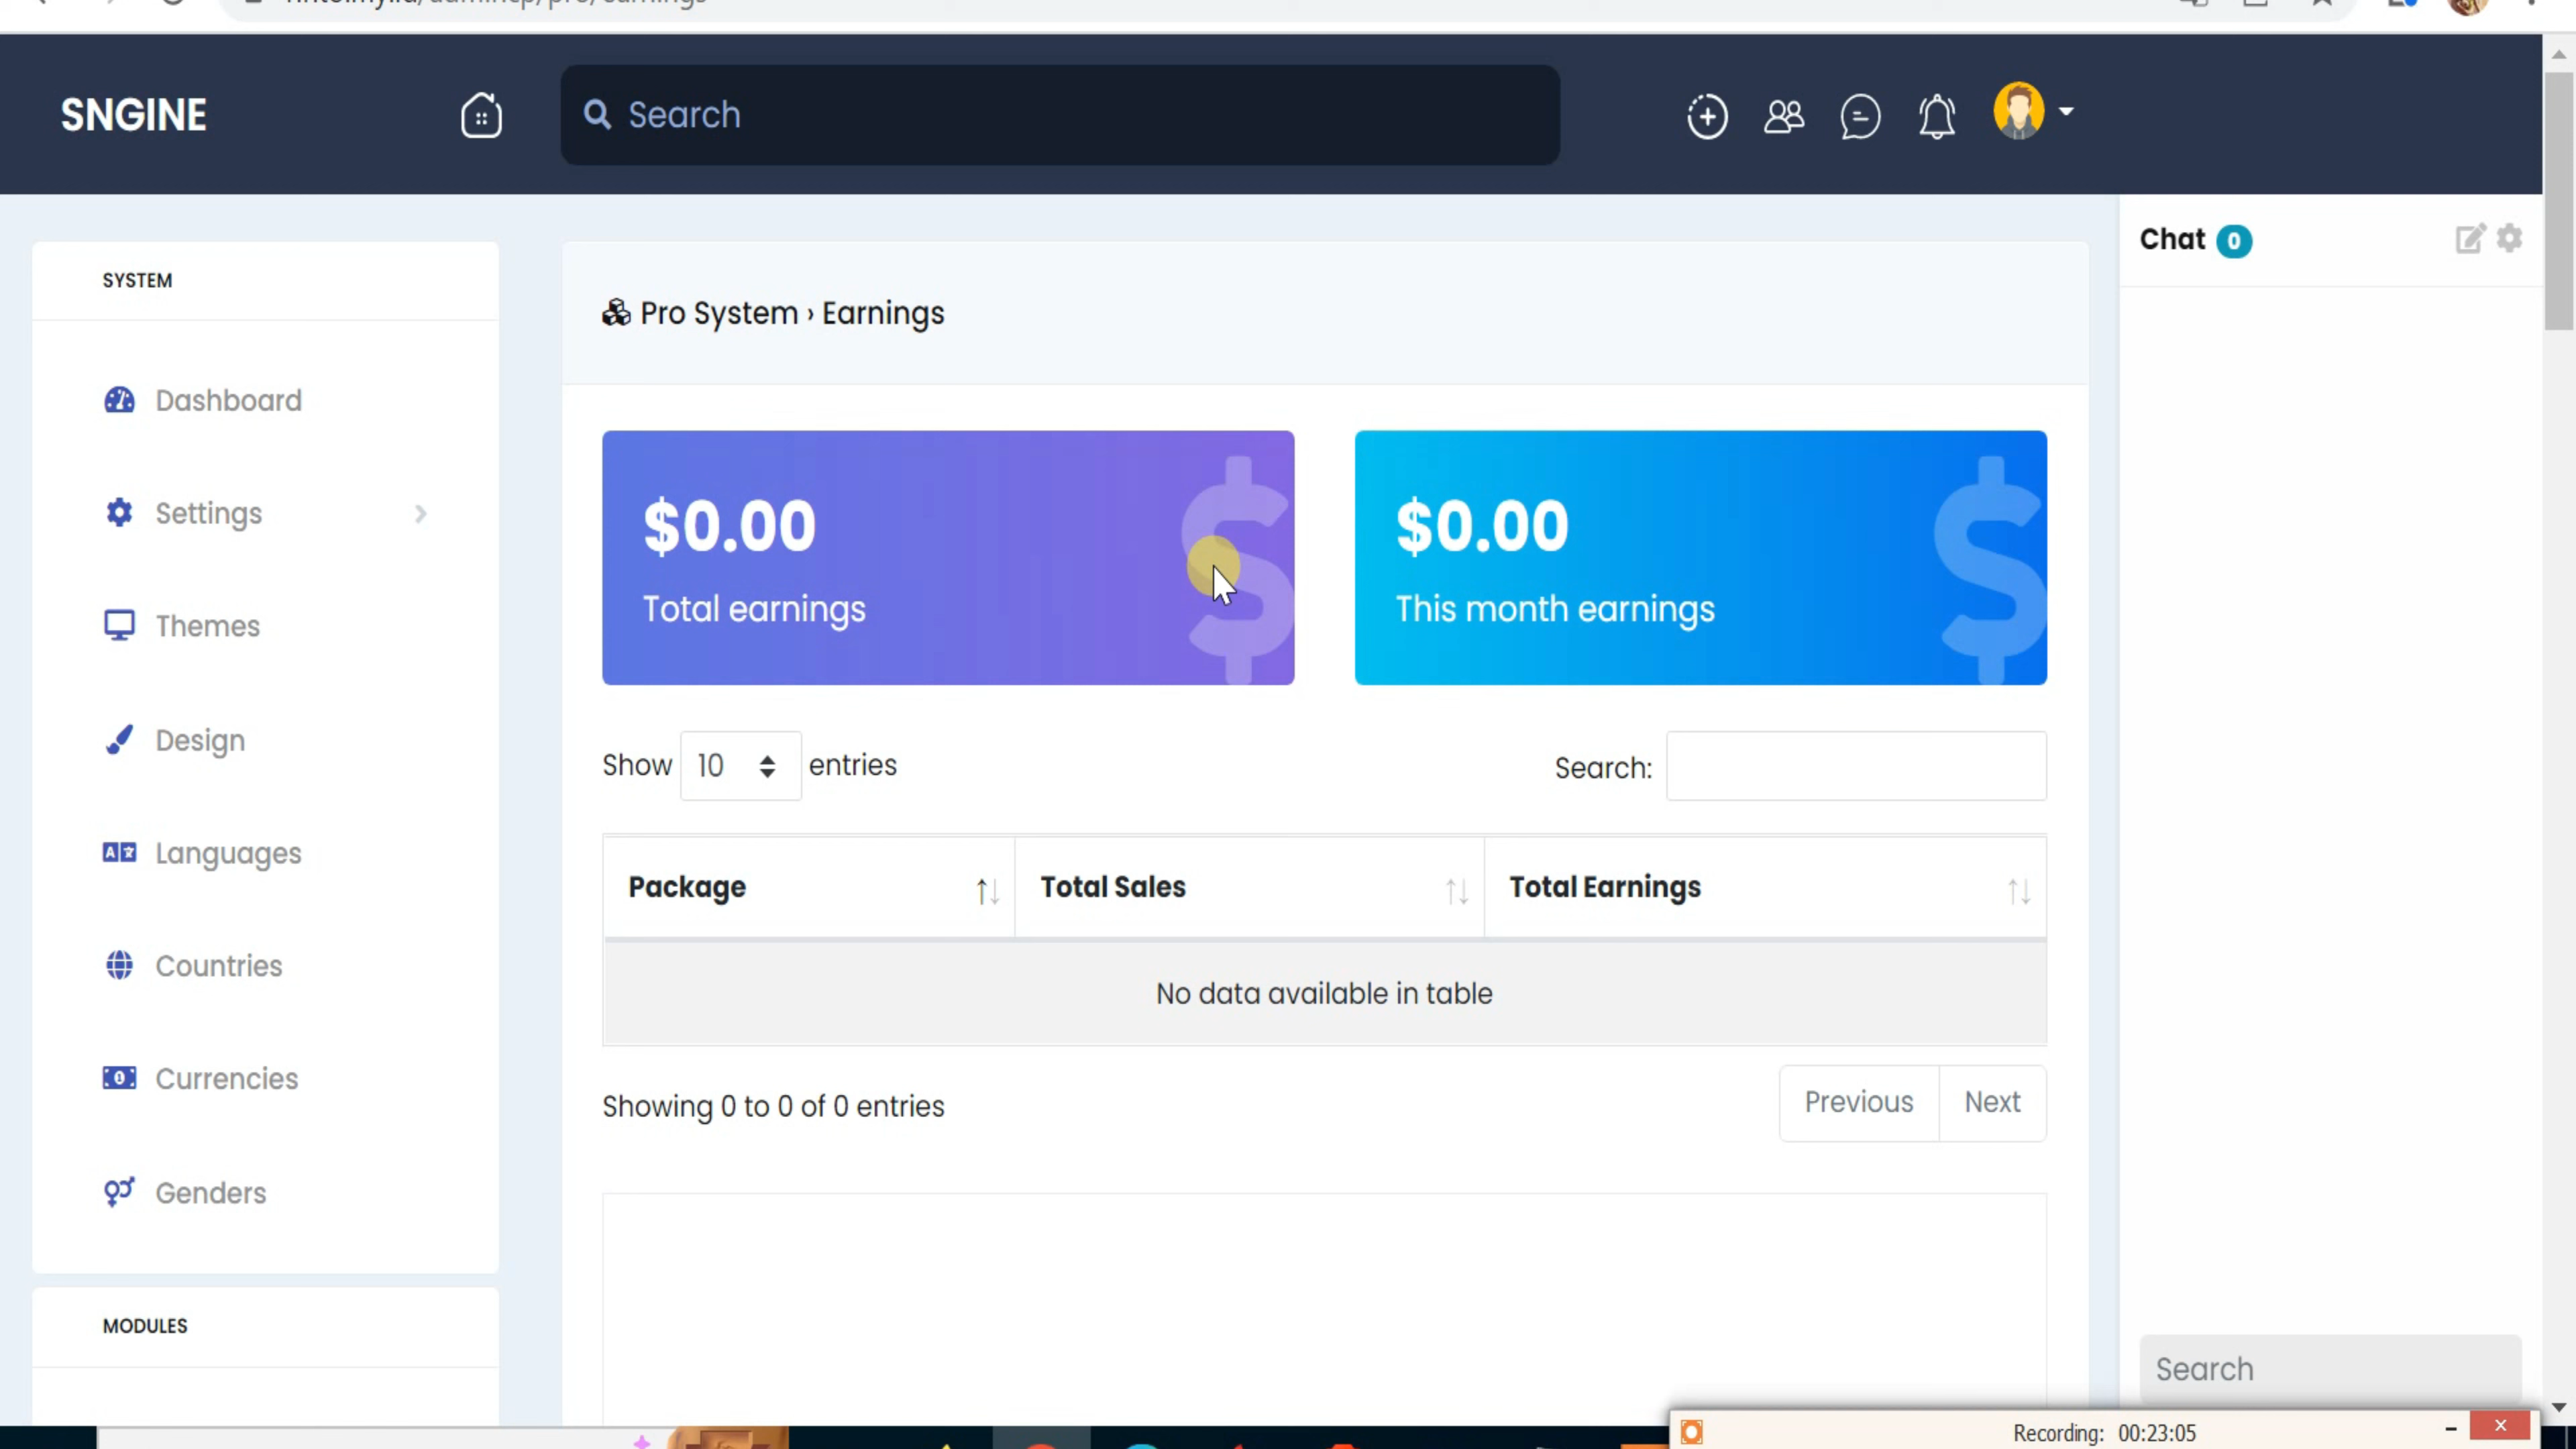 SNGINE
Search
Chat 0
SYSTEM
Dashboard
Settings
Themes
Design
Languages
Countries
Currencies
Genders
MODULES
Pro System › Earnings
$0.00
Total earnings
$0.00
This month earnings
Show 10 entries
Search:
Package Total Sales Total Earnings
No data available in table
Showing 0 to 0 of 0 entries
Previous Next
Search
Recording: 00:23:05